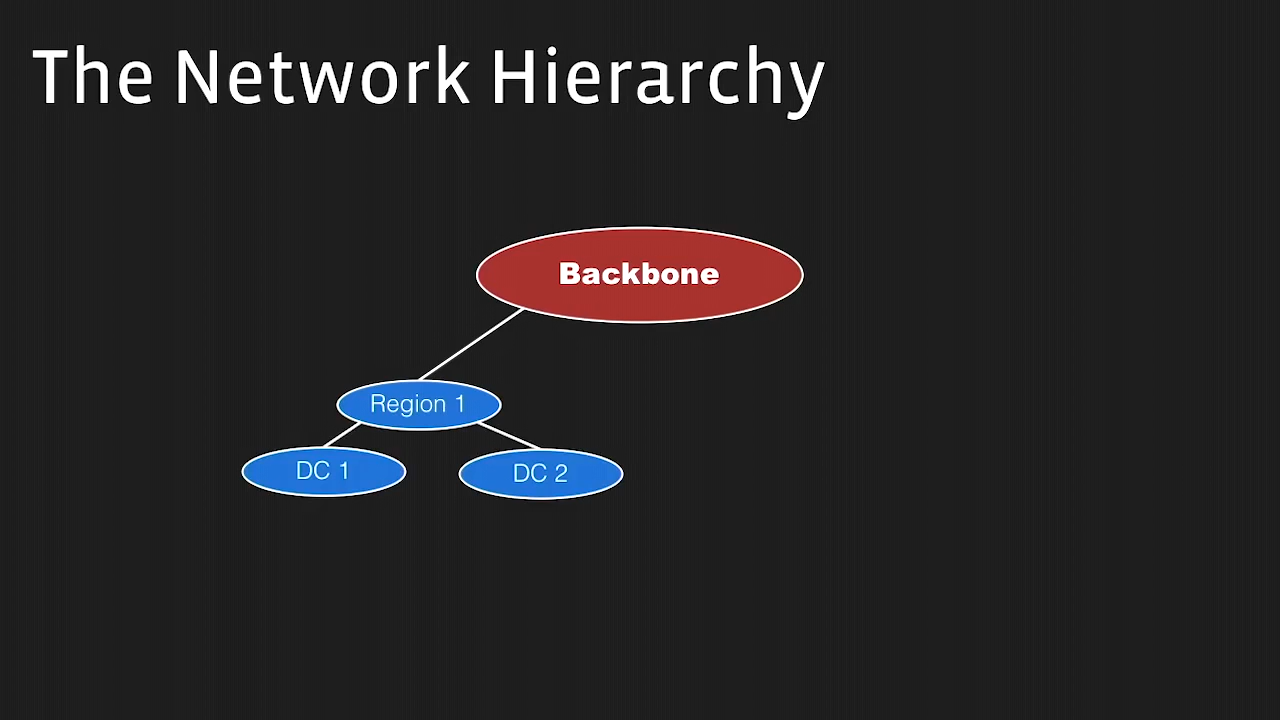 The Network Hierarchy
Backbone
Region 1
DC 1
DC 2